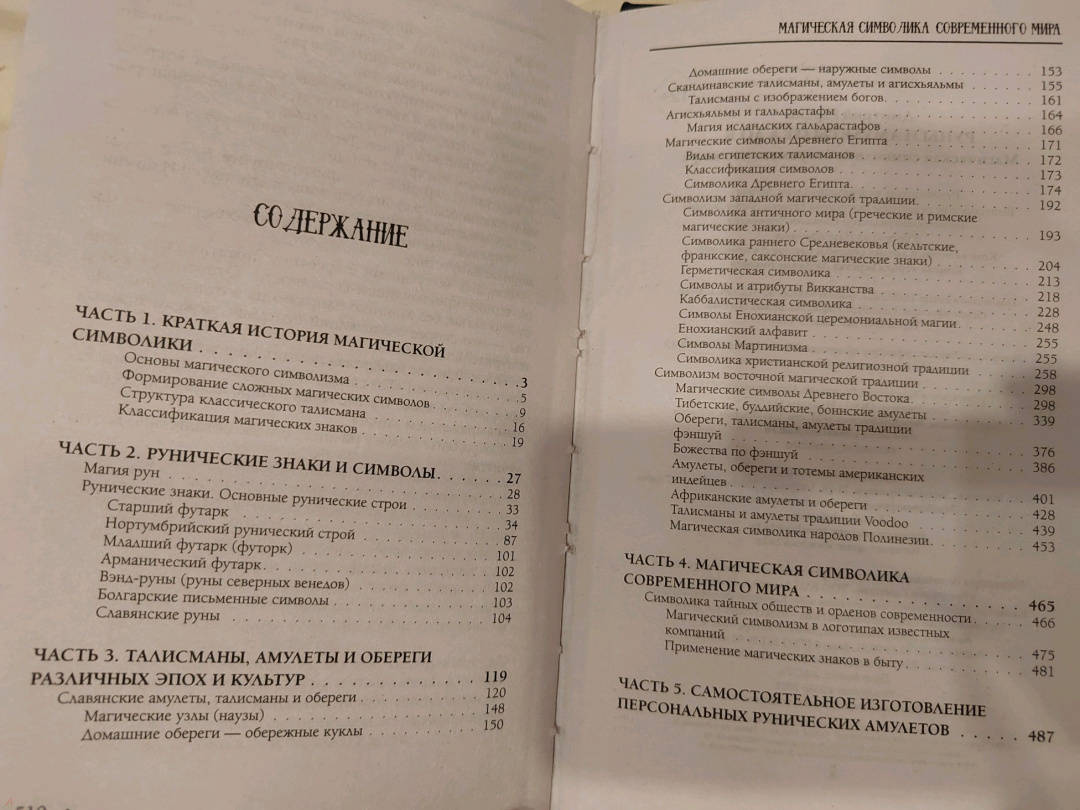 СОДЕРЖАНИЕ
ЧАСТЬ 1. КРАТКАЯ ИСТОРИЯ МАГИЧЕСКОЙ
СИМВОЛИКИ . . . . . . . . . . . . . . . . . . . . 3
Основы магического символизма . . . . . . . . . . 5
Формирование сложных магических символов . . . . . 9
Структура классического талисмана . . . . . . . . . 16
Классификация магических знаков . . . . . . . . . . 19
ЧАСТЬ 2. РУНИЧЕСКИЕ ЗНАКИ И СИМВОЛЫ. . . . . 27
Магия рун . . . . . . . . . . . . . . . . . . . . 28
Рунические знаки. Основные рунические строи . . . . . 33
Старший футарк . . . . . . . . . . . . . . . . . 34
Нортумбрийский рунический строй . . . . . . . . . 87
Младший футарк (футорк) . . . . . . . . . . . . . 101
Арманический футарк. . . . . . . . . . . . . . . 102
Вэнд-руны (руны северных венедов) . . . . . . . . 102
Болгарские письменные символы . . . . . . . . . . 103
Славянские руны . . . . . . . . . . . . . . . . . 104
ЧАСТЬ 3. ТАЛИСМАНЫ, АМУЛЕТЫ И ОБЕРЕГИ
РАЗЛИЧНЫХ ЭПОХ И КУЛЬТУР . . . . . . . . . . . 119
Славянские амулеты, талисманы и обереги . . . . . . . 120
Магические узлы (наузы) . . . . . . . . . . . . . 148
Домашние обереги — обережные куклы . . . . . . . 150
МАГИЧЕСКАЯ СИМВОЛИКА СОВРЕМЕННОГО МИРА
Домашние обереги — наружные символы . . . . . . 153
Скандинавские талисманы, амулеты и агисхьяльмы . . . . 155
Талисманы с изображением богов. . . . . . . . . . 161
Агисхьяльмы и гальдрастафы . . . . . . . . . . . . 164
Магия исландских гальдрастафов . . . . . . . . . . 166
Магические символы Древнего Египта . . . . . . . . . 171
Виды египетских талисманов . . . . . . . . . . . 172
Классификация символов . . . . . . . . . . . . . 173
Символика Древнего Египта. . . . . . . . . . . . 174
Символизм западной магической традиции. . . . . . . . 192
Символика античного мира (греческие и римские
магические знаки) . . . . . . . . . . . . . . . . 193
Символика раннего Средневековья (кельтские,
франкские, саксонские магические знаки) . . . . . . 204
Герметическая символика . . . . . . . . . . . . . 213
Символы и атрибуты Викканства . . . . . . . . . . 218
Каббалистическая символика . . . . . . . . . . . 228
Символы Енохианской церемониальной магии. . . . . 248
Енохианский алфавит . . . . . . . . . . . . . . . 255
Символы Мартинизма . . . . . . . . . . . . . . . 255
Символика христианской религиозной традиции . . . . 258
Символизм восточной магической традиции . . . . . . . 298
Магические символы Древнего Востока. . . . . . . . 298
Тибетские, буддийские, боннские амулеты . . . . . . 339
Обереги, талисманы, амулеты традиции
фэншуй . . . . . . . . . . . . . . . . . . . . . 376
Божества по фэншуй . . . . . . . . . . . . . . . 386
Амулеты, обереги и тотемы американских
индейцев . . . . . . . . . . . . . . . . . . . . 401
Африканские амулеты и обереги . . . . . . . . . . 428
Талисманы и амулеты традиции Voodoo . . . . . . . 439
Магическая символика народов Полинезии. . . . . . 453
ЧАСТЬ 4. МАГИЧЕСКАЯ СИМВОЛИКА
СОВРЕМЕННОГО МИРА . . . . . . . . . . . . . . . 465
Символика тайных обществ и орденов современности. . . . 466
Магический символизм в логотипах известных
компаний . . . . . . . . . . . . . . . . . . . . 475
Применение магических знаков в быту . . . . . . . . 481
ЧАСТЬ 5. САМОСТОЯТЕЛЬНОЕ ИЗГОТОВЛЕНИЕ
ПЕРСОНАЛЬНЫХ РУНИЧЕСКИХ АМУЛЕТОВ . . . . . 487